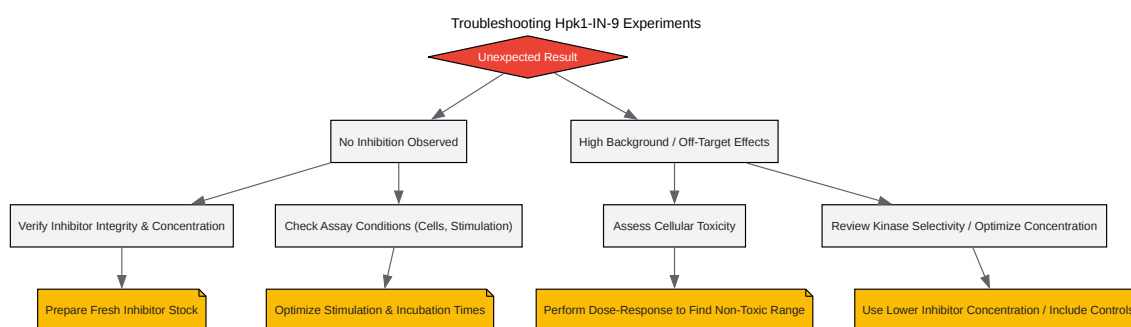 Troubleshooting Hpk1-IN-9 Experiments
Unexpected Result
No Inhibition Observed
High Background / Off-Target Effects
Verify Inhibitor Integrity & Concentration
Check Assay Conditions (Cells, Stimulation)
Assess Cellular Toxicity
Review Kinase Selectivity / Optimize Concentration
Prepare Fresh Inhibitor Stock
Optimize Stimulation & Incubation Times
Perform Dose-Response to Find Non-Toxic Range
Use Lower Inhibitor Concentration / Include Controls